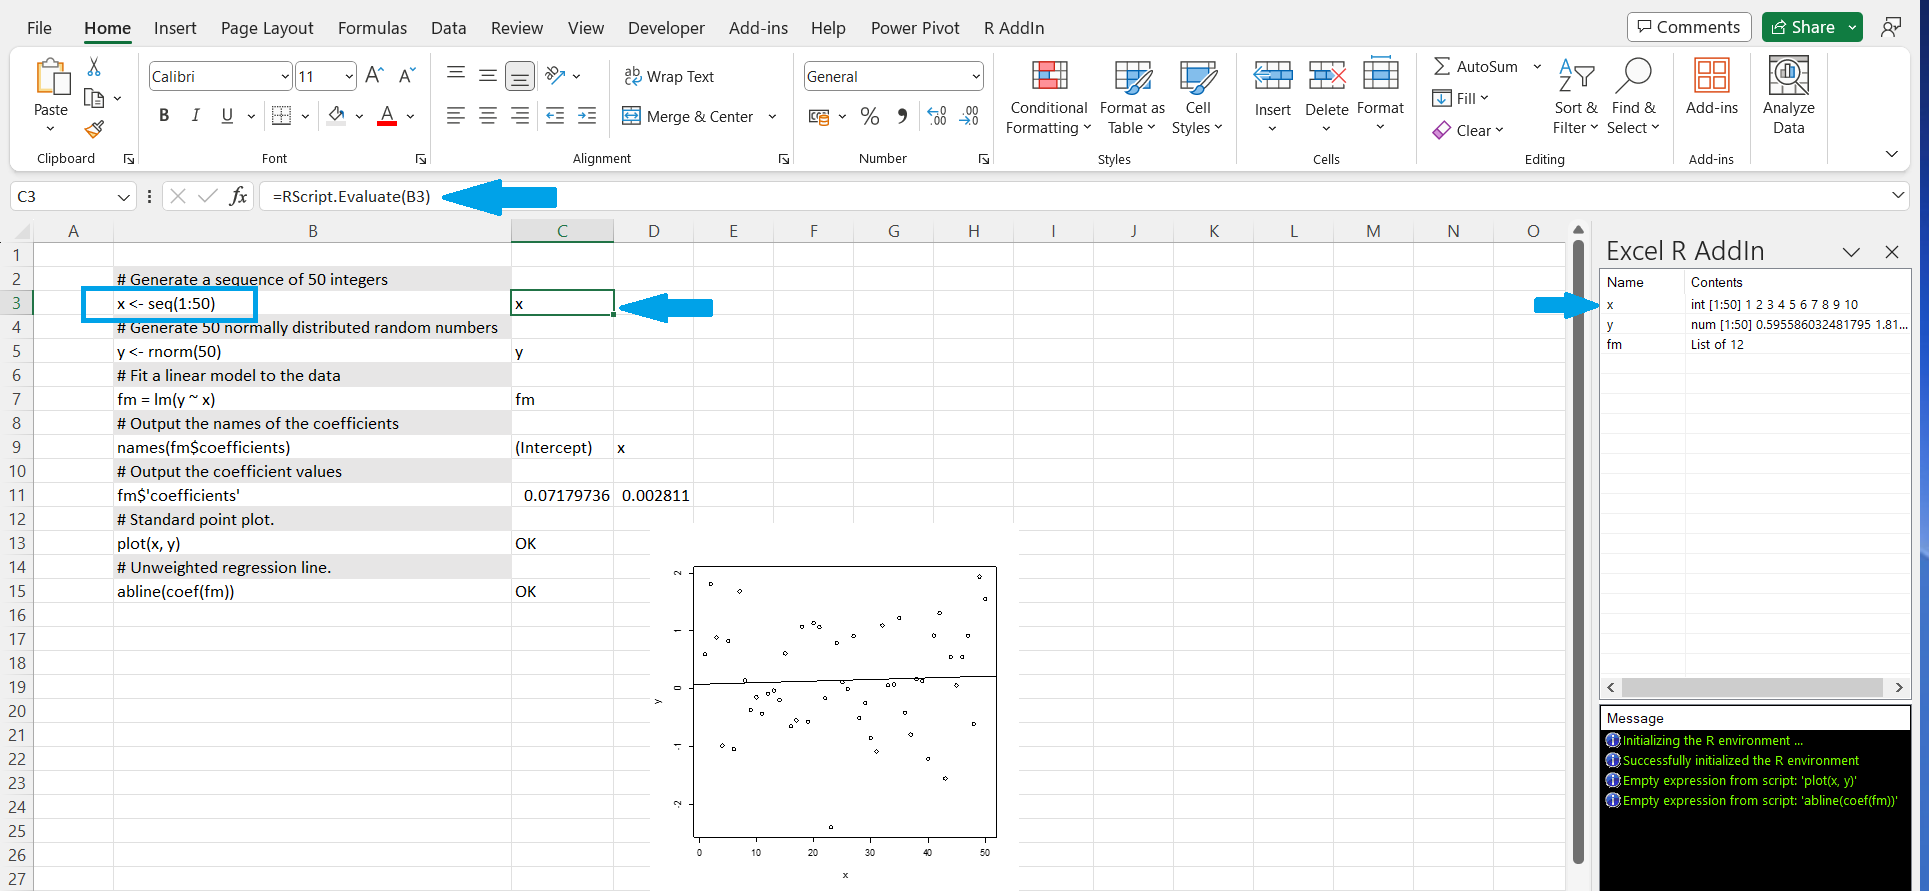 File Home Insert Page Layout Formulas Data Review View Developer Add-ins Help Power Pivot R AddIn Comments Share
Paste
Clipboard
Calibri 11
B I U A
Font
ab Wrap Text
Merge & Center
Alignment
General
% , .00
Number
Conditional Formatting
Format as Table
Cell Styles
Styles
Insert Delete Format
Cells
AutoSum
Fill
Clear
Sort & Filter
Find & Select
Editing
Add-ins
Add-ins
Analyze Data
C3 fx =RScript.Evaluate(B3)
A B C D E F G H I J K L M N O
1
2 # Generate a sequence of 50 integers
3 x <- seq(1:50) x
4 # Generate 50 normally distributed random numbers
5 y <- rnorm(50) y
6 # Fit a linear model to the data
7 fm = lm(y ~ x) fm
8 # Output the names of the coefficients
9 names(fm$coefficients) (Intercept) x
10 # Output the coefficient values
11 fm$'coefficients' 0.07179736 0.002811
12 # Standard point plot.
13 plot(x, y) OK
14 # Unweighted regression line.
15 abline(coef(fm)) OK
16
17
18
19
20
21
22
23
24
25
26
27
2
1
0
-1
-2
y
0 10 20 30 40 50
x
Excel R AddIn
Name Contents
x int [1:50] 1 2 3 4 5 6 7 8 9 10
y num [1:50] 0.595586032481795 1.81...
fm List of 12
Message
Initializing the R environment ...
Successfully initialized the R environment
Empty expression from script: 'plot(x, y)'
Empty expression from script: 'abline(coef(fm))'